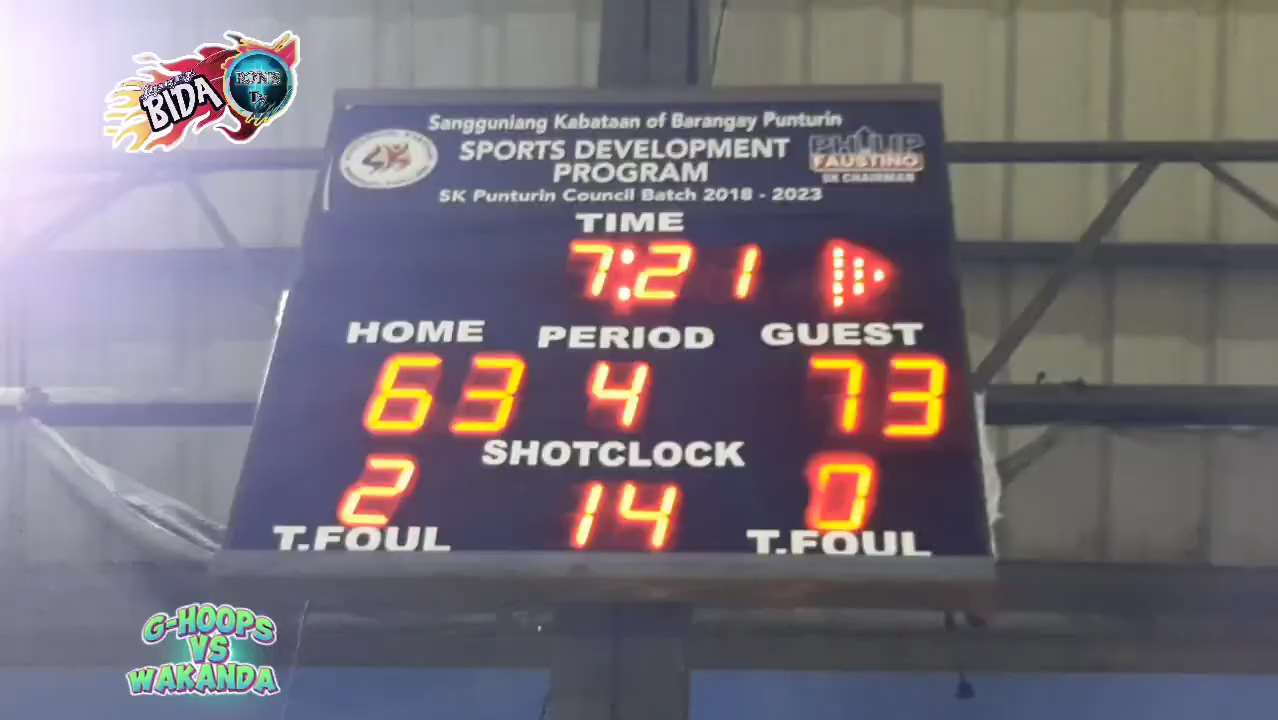 BIDA
Sangguniang Kabataan of Barangay Punturin
SPORTS DEVELOPMENT
PROGRAM
PHILIP
FAUSTINO
SK CHAIRMAN
SK Punturin Council Batch 2018 - 2023
TIME
7:21
HOME PERIOD GUEST
63 4 73
SHOTCLOCK
2 14 0
T.FOUL T.FOUL
G-HOOPS
VS
WAKANDA